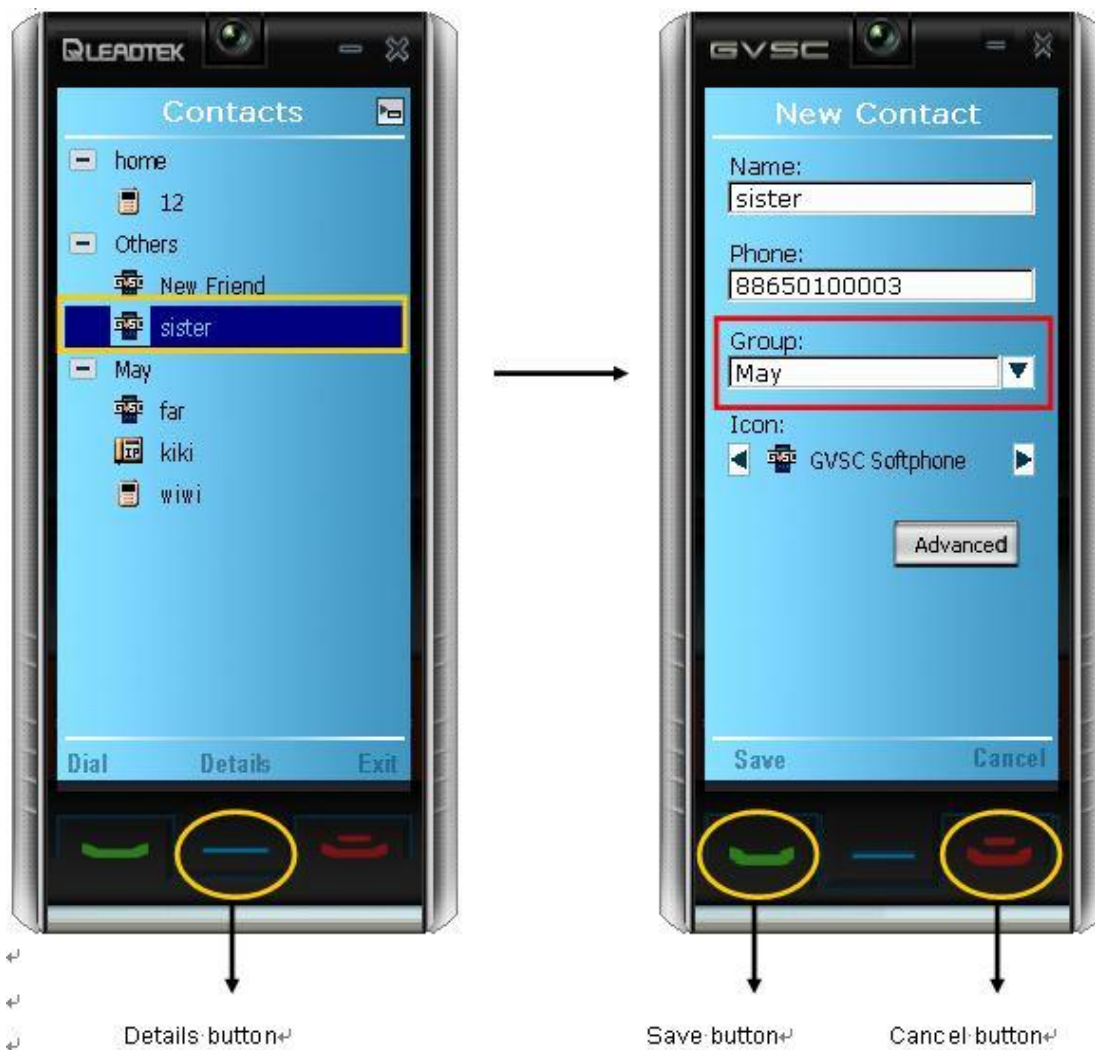 LEADTEK
Contacts
home
12
Others
New Friend
sister
May
far
kiki
wiwi
Dial Details Exit
Details button
GVSC
New Contact
Name:
sister
Phone:
88650100003
Group:
May
Icon:
GVSC Softphone
Advanced
Save Cancel
Save button
Cancel button